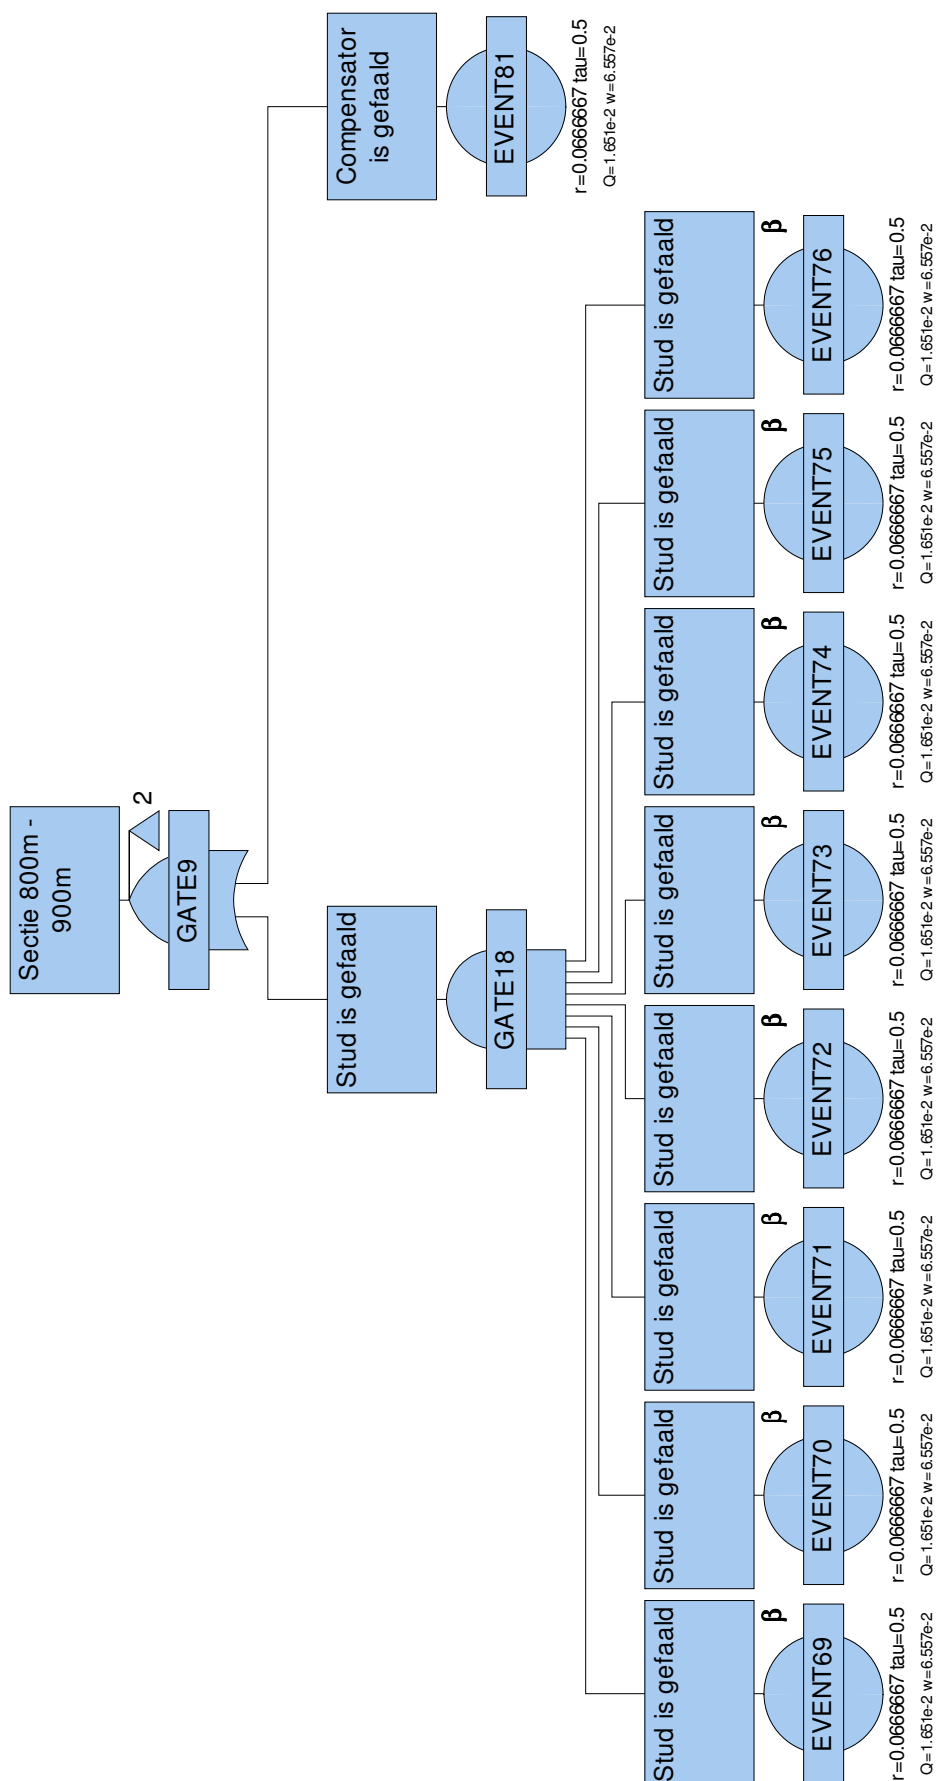 Sectie 800m -
900m
2
GATE9
Stud is gefaald
GATE18
Compensator
is gefaald
EVENT81
r=0.0666667 tau=0.5
Q=1.651e-2 w=6.557e-2
Stud is gefaald
β
EVENT69
r=0.0666667 tau=0.5
Q=1.651e-2 w=6.557e-2
Stud is gefaald
β
EVENT70
r=0.0666667 tau=0.5
Q=1.651e-2 w=6.557e-2
Stud is gefaald
β
EVENT71
r=0.0666667 tau=0.5
Q=1.651e-2 w=6.557e-2
Stud is gefaald
β
EVENT72
r=0.0666667 tau=0.5
Q=1.651e-2 w=6.557e-2
Stud is gefaald
β
EVENT73
r=0.0666667 tau=0.5
Q=1.651e-2 w=6.557e-2
Stud is gefaald
β
EVENT74
r=0.0666667 tau=0.5
Q=1.651e-2 w=6.557e-2
Stud is gefaald
β
EVENT75
r=0.0666667 tau=0.5
Q=1.651e-2 w=6.557e-2
Stud is gefaald
β
EVENT76
r=0.0666667 tau=0.5
Q=1.651e-2 w=6.557e-2